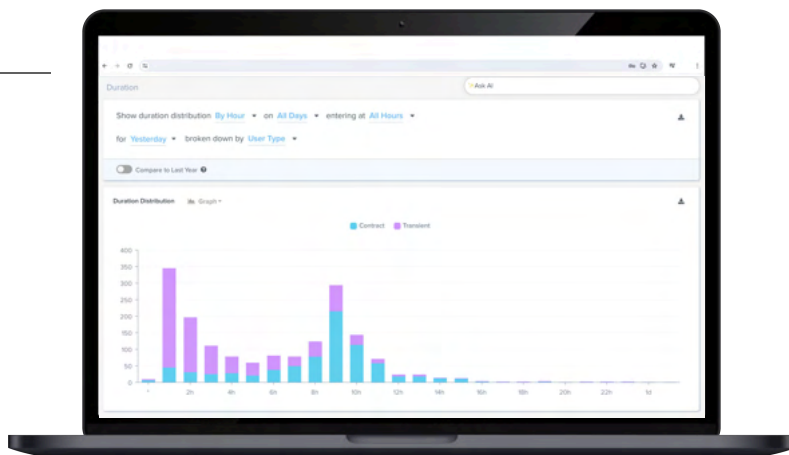 Duration
Ask AI
Show duration distribution By Hour on All Days entering at All Hours
for Yesterday broken down by User Type
Compare to Last Year
Duration Distribution Graph
Contract Transient
400
350
300
250
200
150
100
50
0
2h 4h 6h 8h 10h 12h 14h 16h 18h 20h 22h 1d